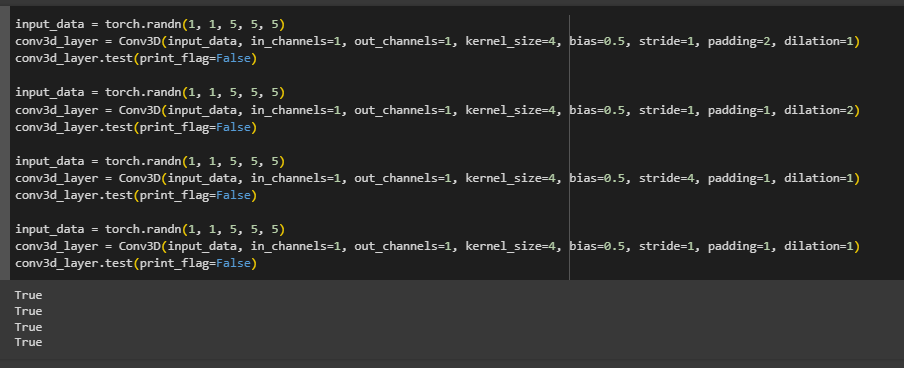 input_data = torch.randn(1, 1, 5, 5, 5)
conv3d_layer = Conv3D(input_data, in_channels=1, out_channels=1, kernel_size=4, bias=0.5, stride=1, padding=2, dilation=1)
conv3d_layer.test(print_flag=False)
input_data = torch.randn(1, 1, 5, 5, 5)
conv3d_layer = Conv3D(input_data, in_channels=1, out_channels=1, kernel_size=4, bias=0.5, stride=1, padding=1, dilation=2)
conv3d_layer.test(print_flag=False)
input_data = torch.randn(1, 1, 5, 5, 5)
conv3d_layer = Conv3D(input_data, in_channels=1, out_channels=1, kernel_size=4, bias=0.5, stride=4, padding=1, dilation=1)
conv3d_layer.test(print_flag=False)
input_data = torch.randn(1, 1, 5, 5, 5)
conv3d_layer = Conv3D(input_data, in_channels=1, out_channels=1, kernel_size=4, bias=0.5, stride=1, padding=1, dilation=1)
conv3d_layer.test(print_flag=False)
True
True
True
True